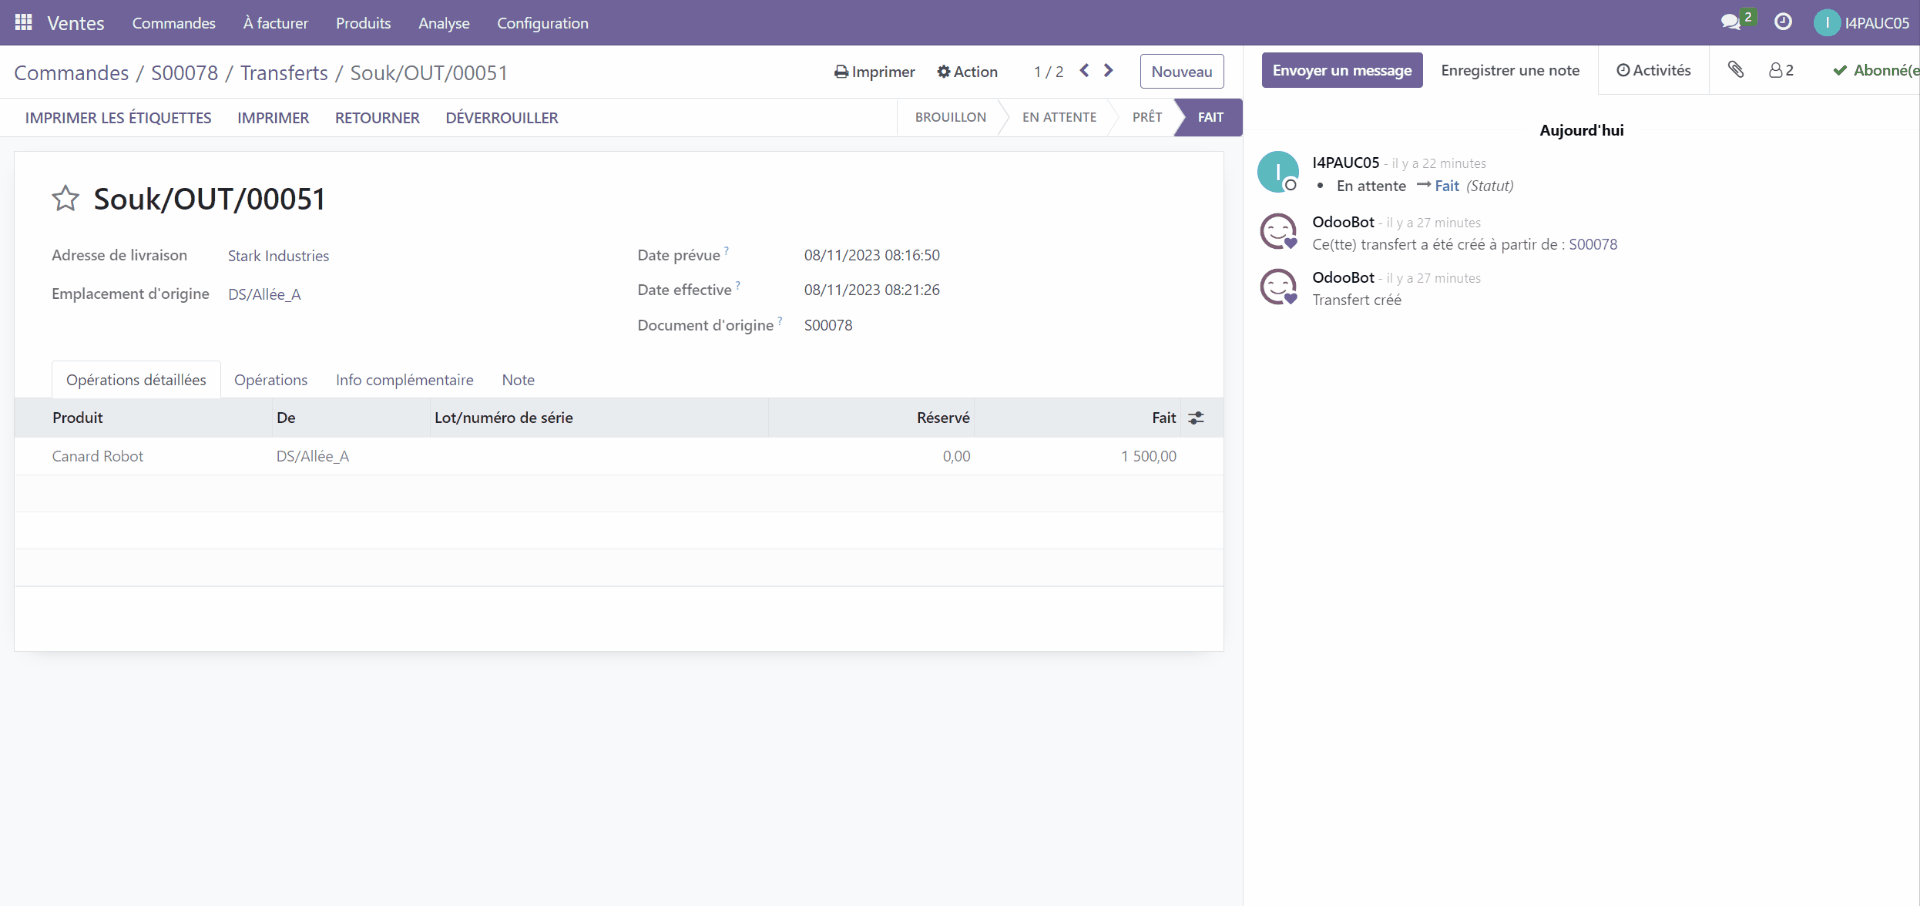 Ventes Commandes À facturer Produits Analyse Configuration 2 I I4PAUC05
Commandes / S00078 / Transferts / Souk/OUT/00051 Imprimer Action 1 / 2 Nouveau
Envoyer un message Enregistrer une note Activités 2 Abonné(e
IMPRIMER LES ÉTIQUETTES IMPRIMER RETOURNER DÉVERROUILLER BROUILLON EN ATTENTE PRÊT FAIT
Souk/OUT/00051
Adresse de livraison Stark Industries
Emplacement d'origine DS/Allée_A
Date prévue ? 08/11/2023 08:16:50
Date effective ? 08/11/2023 08:21:26
Document d'origine ? S00078
Opérations détaillées Opérations Info complémentaire Note
Produit De Lot/numéro de série Réservé Fait
Canard Robot DS/Allée_A 0,00 1 500,00
Aujourd'hui
I I4PAUC05 - il y a 22 minutes
• En attente → Fait (Statut)
OdooBot - il y a 27 minutes
Ce(tte) transfert a été créé à partir de : S00078
OdooBot - il y a 27 minutes
Transfert créé